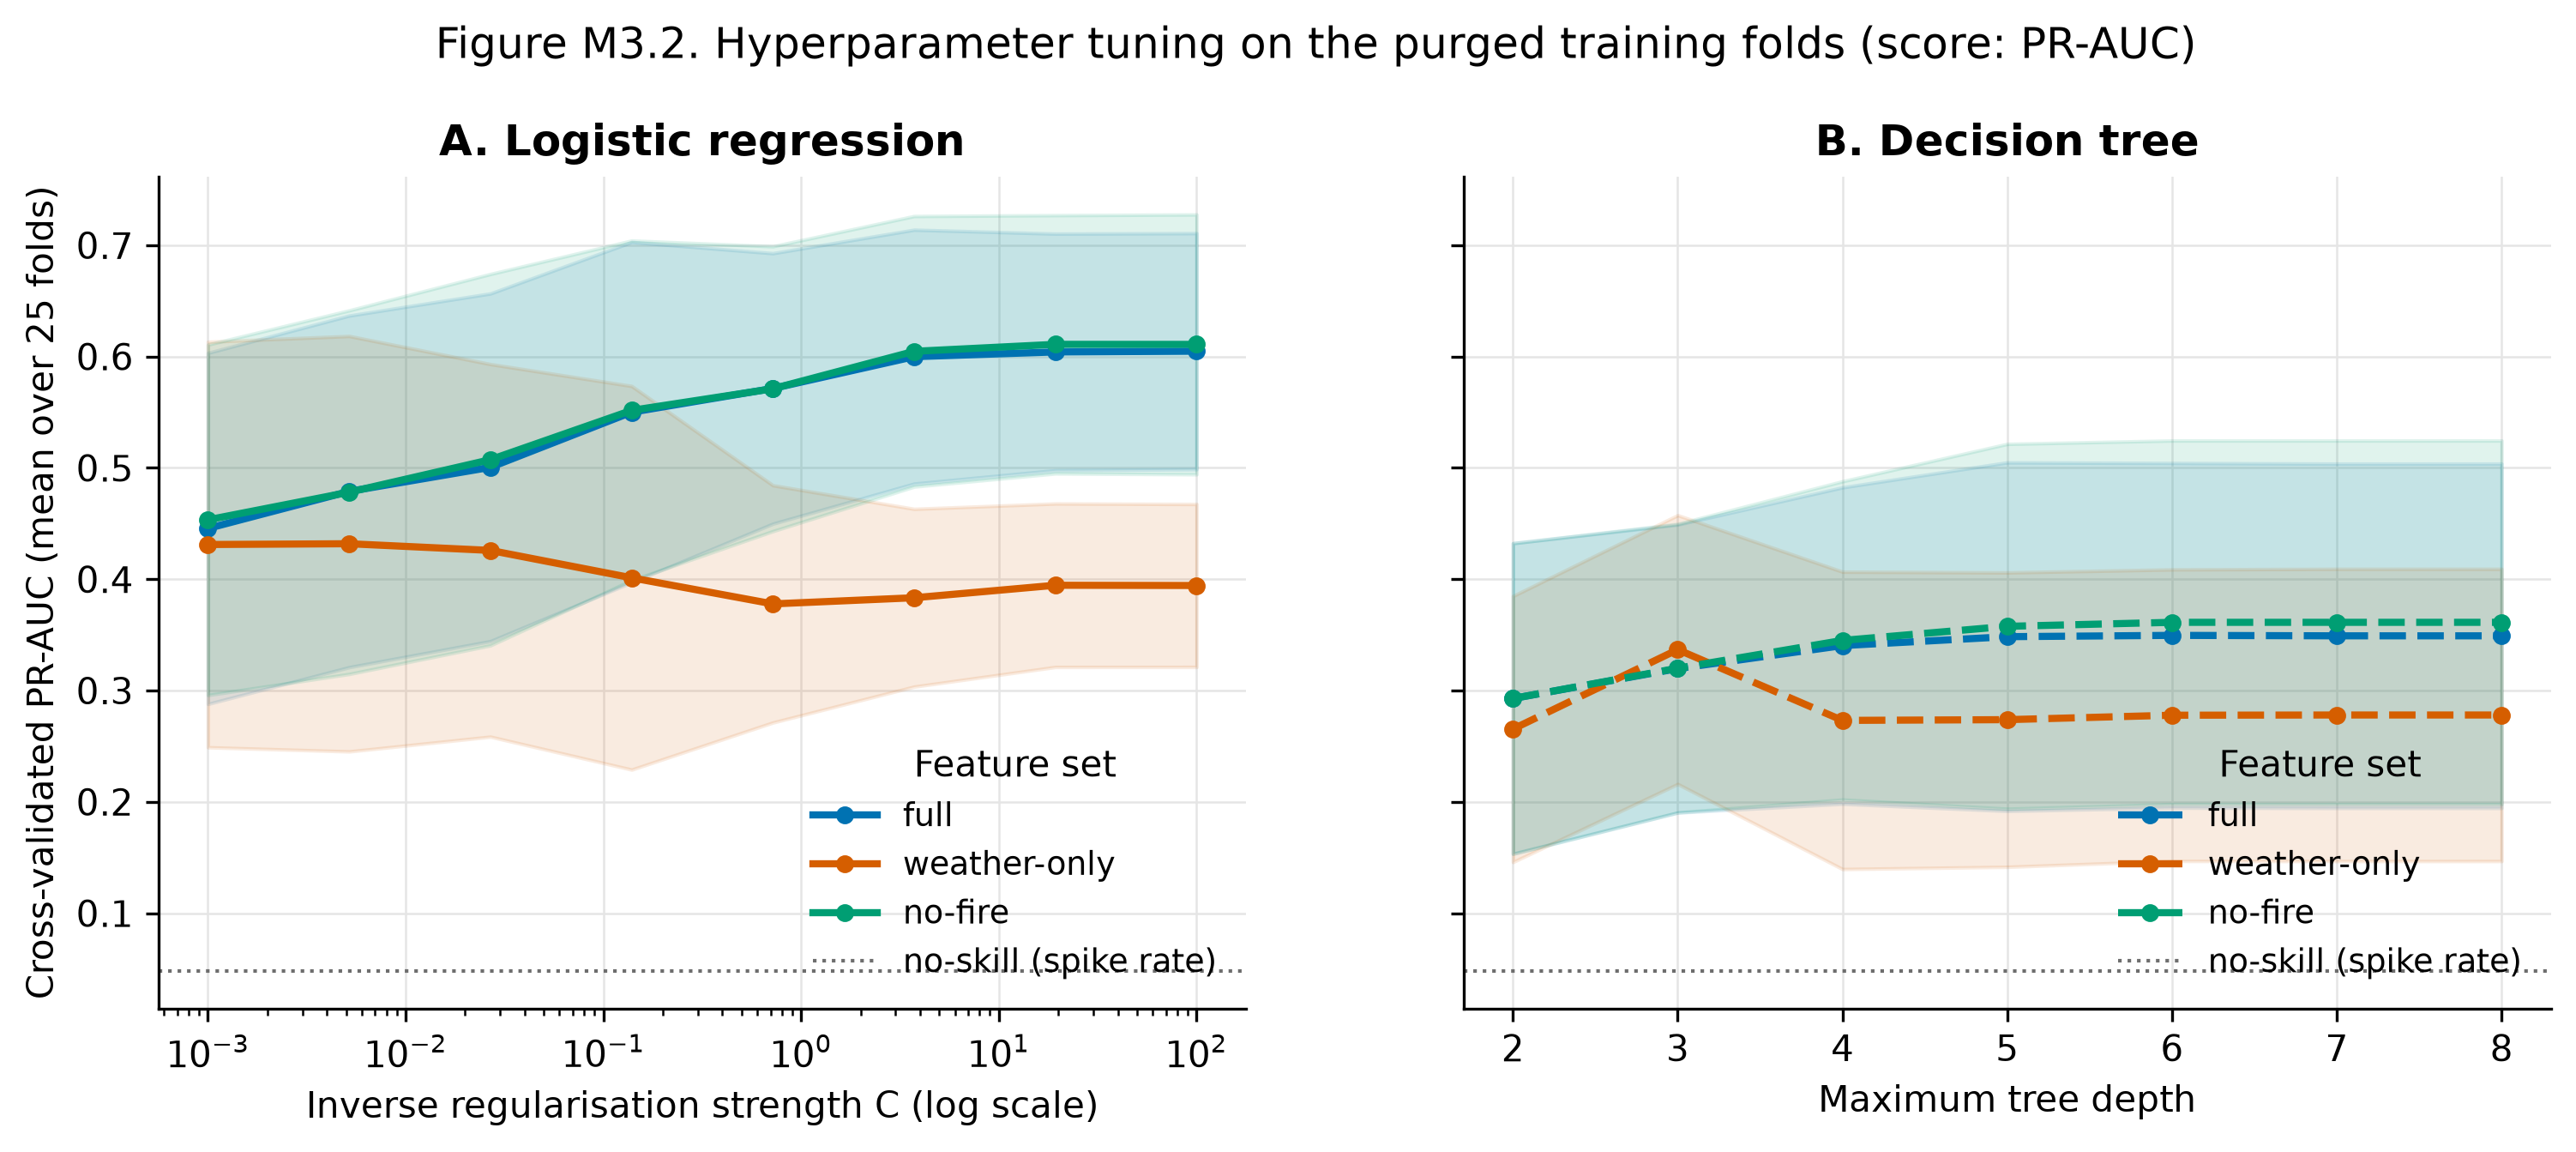 Figure M3.2. Hyperparameter tuning on the purged training folds (score: PR-AUC)
A. Logistic regression
Cross-validated PR-AUC (mean over 25 folds)
0.7
0.6
0.5
0.4
0.3
0.2
0.1
Feature set
full
weather-only
no-fire
no-skill (spike rate)
10⁻³ 10⁻² 10⁻¹ 10⁰ 10¹ 10²
Inverse regularisation strength C (log scale)
B. Decision tree
Feature set
full
weather-only
no-fire
no-skill (spike rate)
2 3 4 5 6 7 8
Maximum tree depth